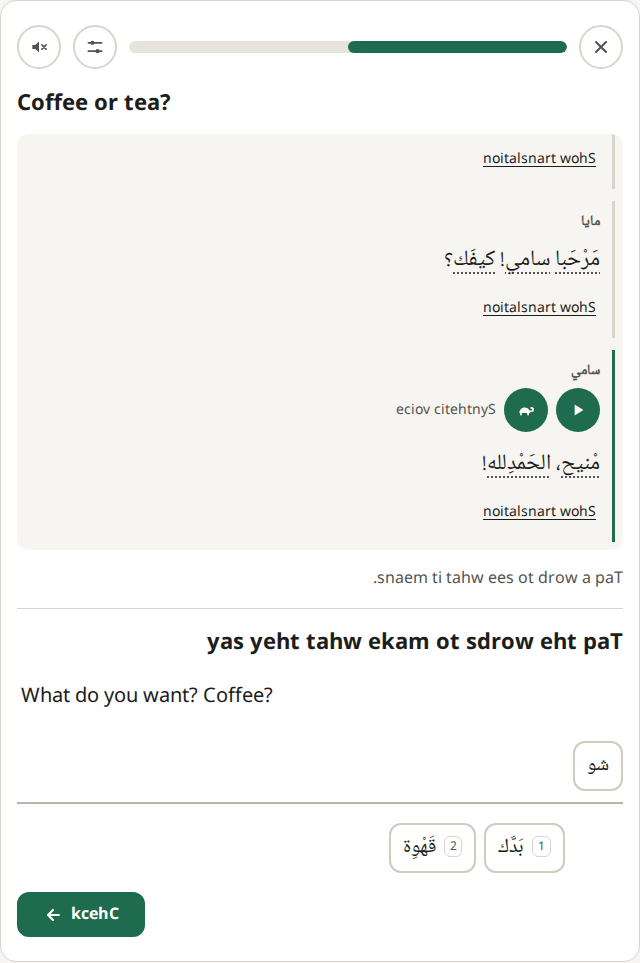 Coffee or tea?
noitalsnart wohS
مايا
مَرْحَبا سامي! كيفَك؟
noitalsnart wohS
سامي
eciov citehtnyS
مْنيح، الحَمْدِلله!
noitalsnart wohS
.snaem ti tahw ees ot drow a paT
yas yeht tahw ekam ot sdrow eht paT
What do you want? Coffee?
شو
1 بَدَّك
2 قَهْوِة
kcehC